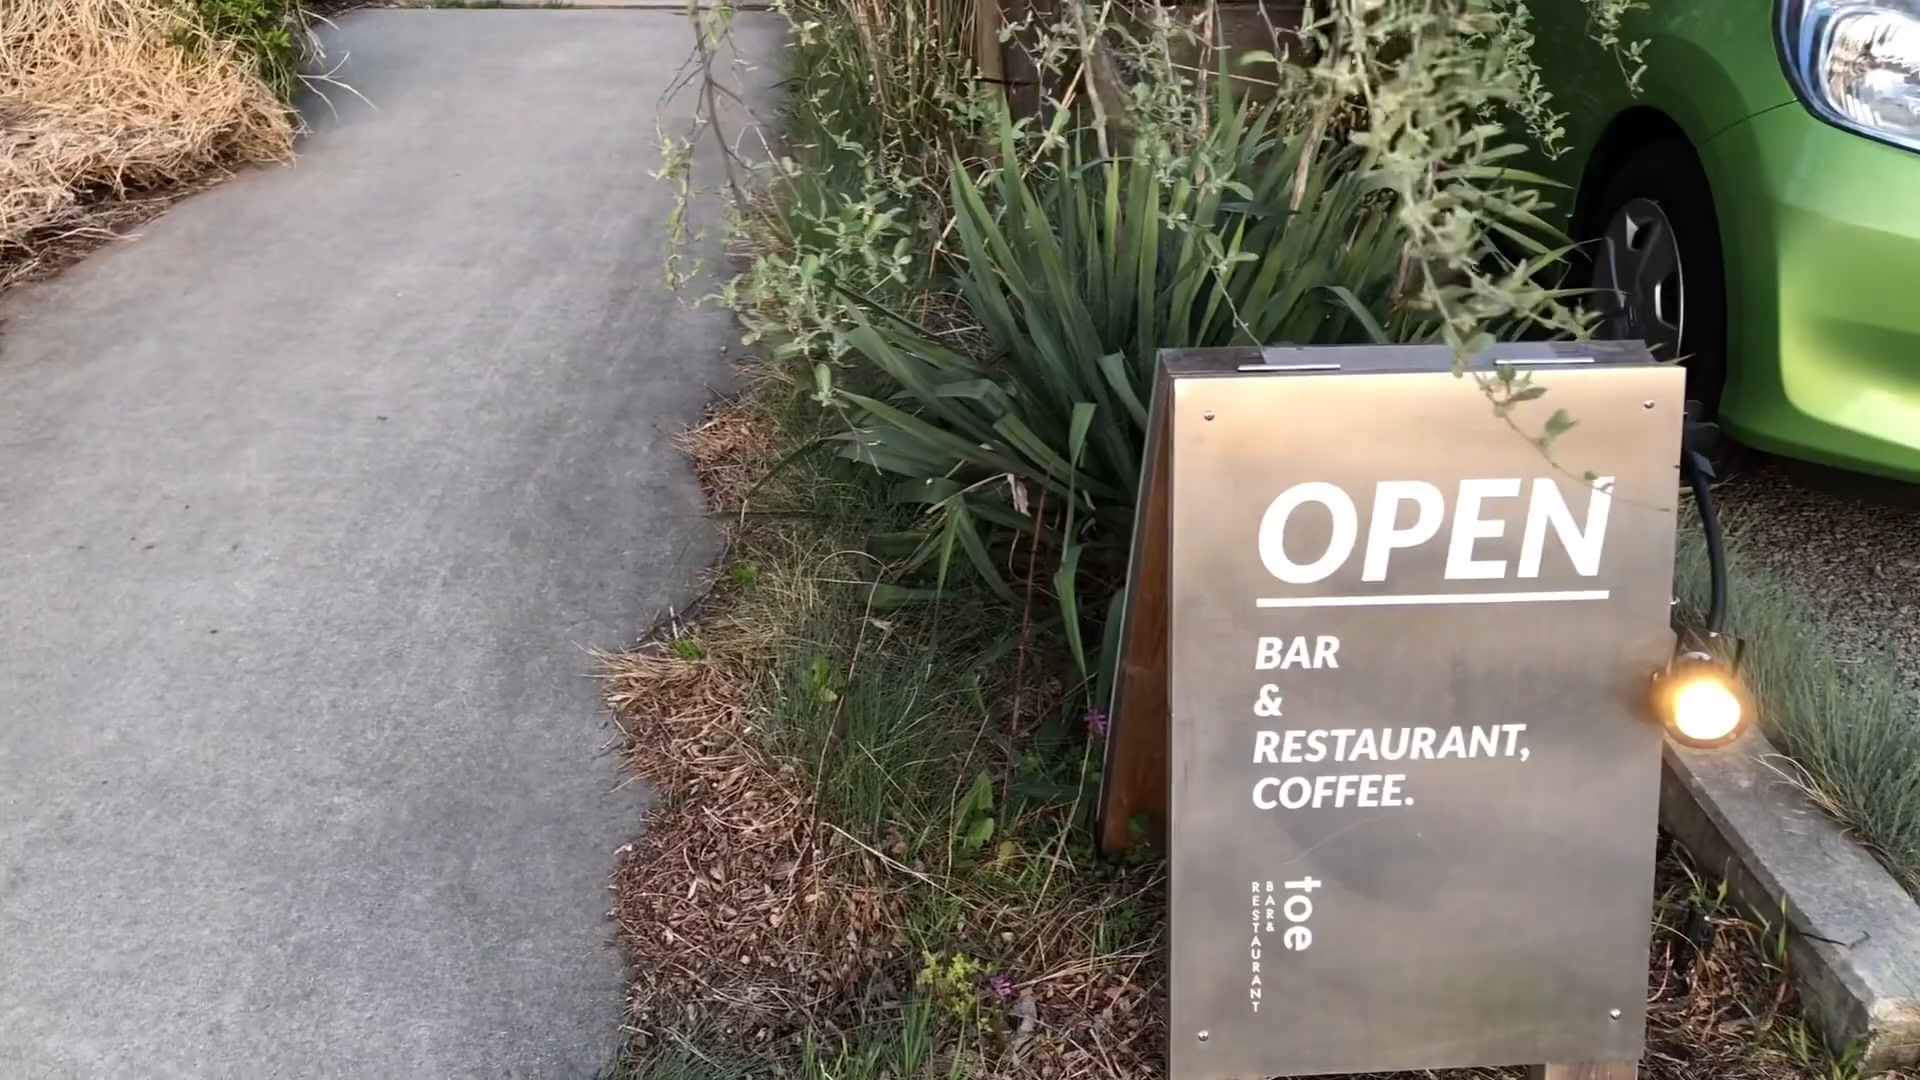 OPEN
BAR
&
RESTAURANT,
COFFEE.
toe
BAR&
RESTAURANT